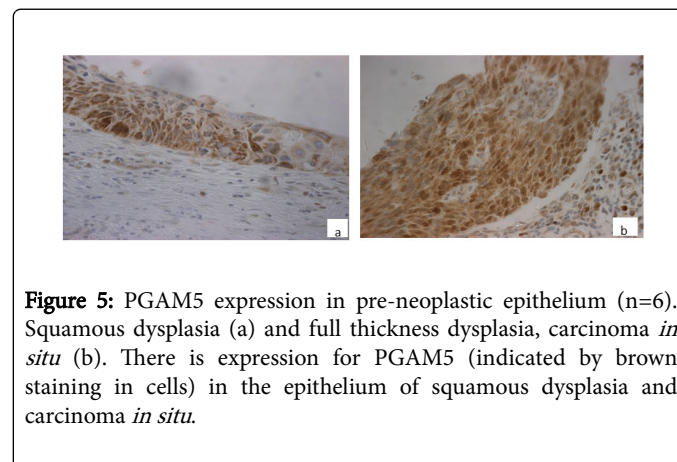 a
b
Figure 5: PGAM5 expression in pre-neoplastic epithelium (n=6).
Squamous dysplasia (a) and full thickness dysplasia, carcinoma in
situ (b). There is expression for PGAM5 (indicated by brown
staining in cells) in the epithelium of squamous dysplasia and
carcinoma in situ.